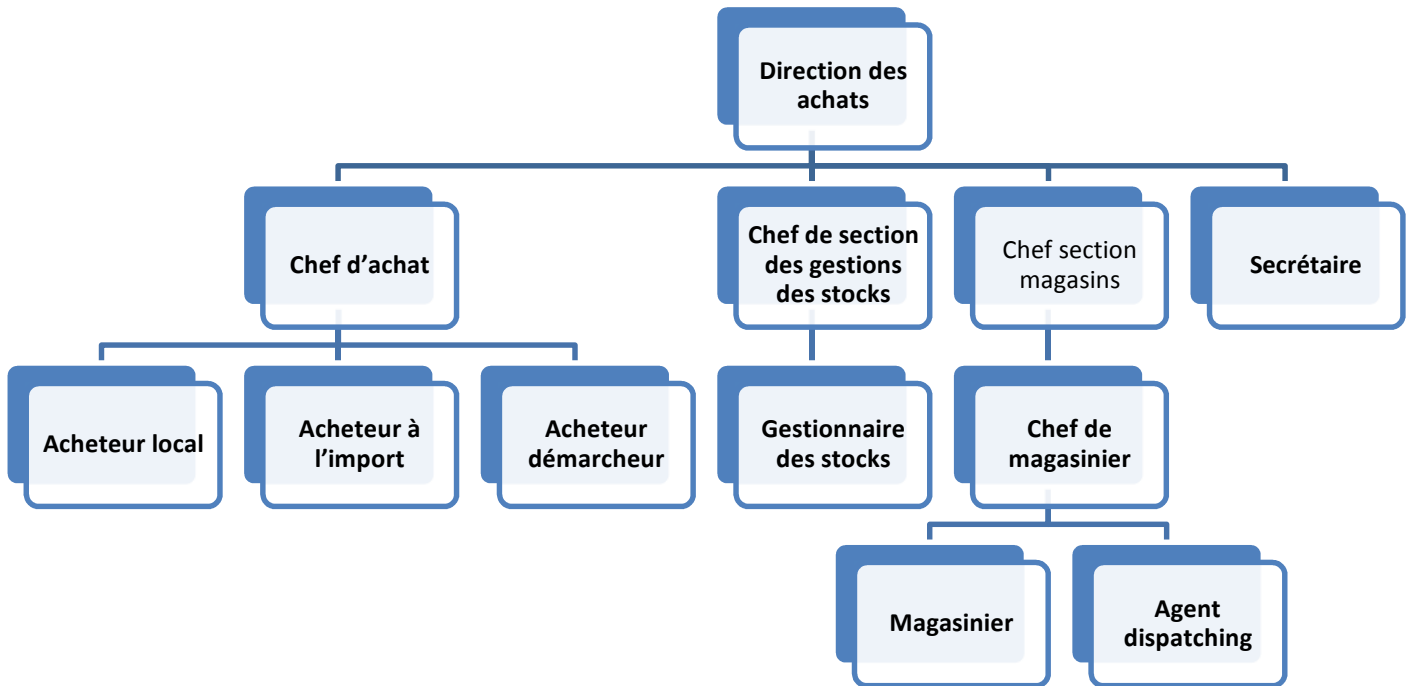 Direction des
achats
Chef d’achat
Chef de section
des gestions
des stocks
Chef section
magasins
Secrétaire
Acheteur local
Acheteur à
l’import
Acheteur
démarcheur
Gestionnaire
des stocks
Chef de
magasinier
Magasinier
Agent
dispatching